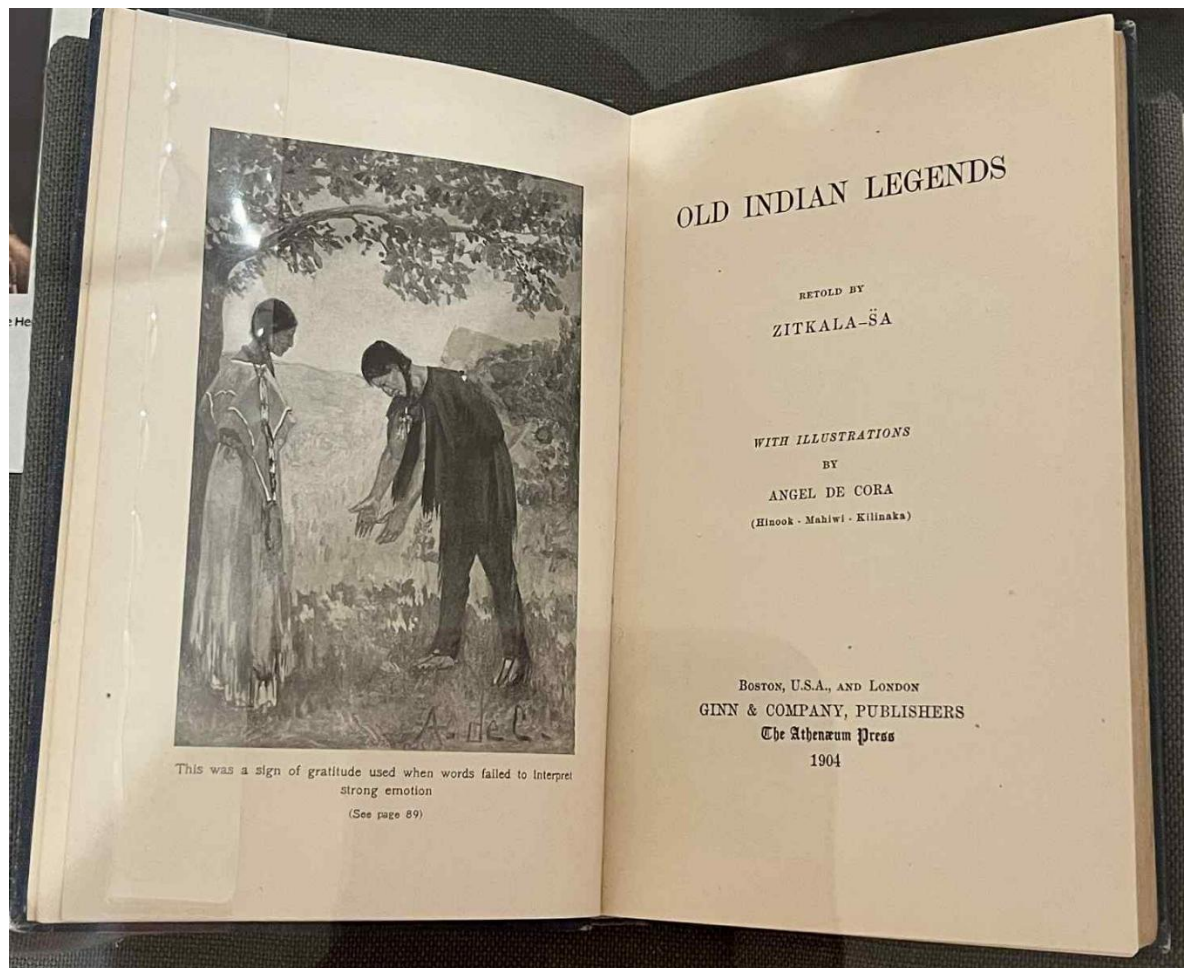 A. de C.
This was a sign of gratitude used when words failed to interpret
strong emotion
(See page 89)
OLD INDIAN LEGENDS
RETOLD BY
ZITKALA–S̈A
WITH ILLUSTRATIONS
BY
ANGEL DE CORA
(Hinook - Mahiwi - Kilinaka)
BOSTON, U.S.A., AND LONDON
GINN & COMPANY, PUBLISHERS
The Athenæum Press
1904